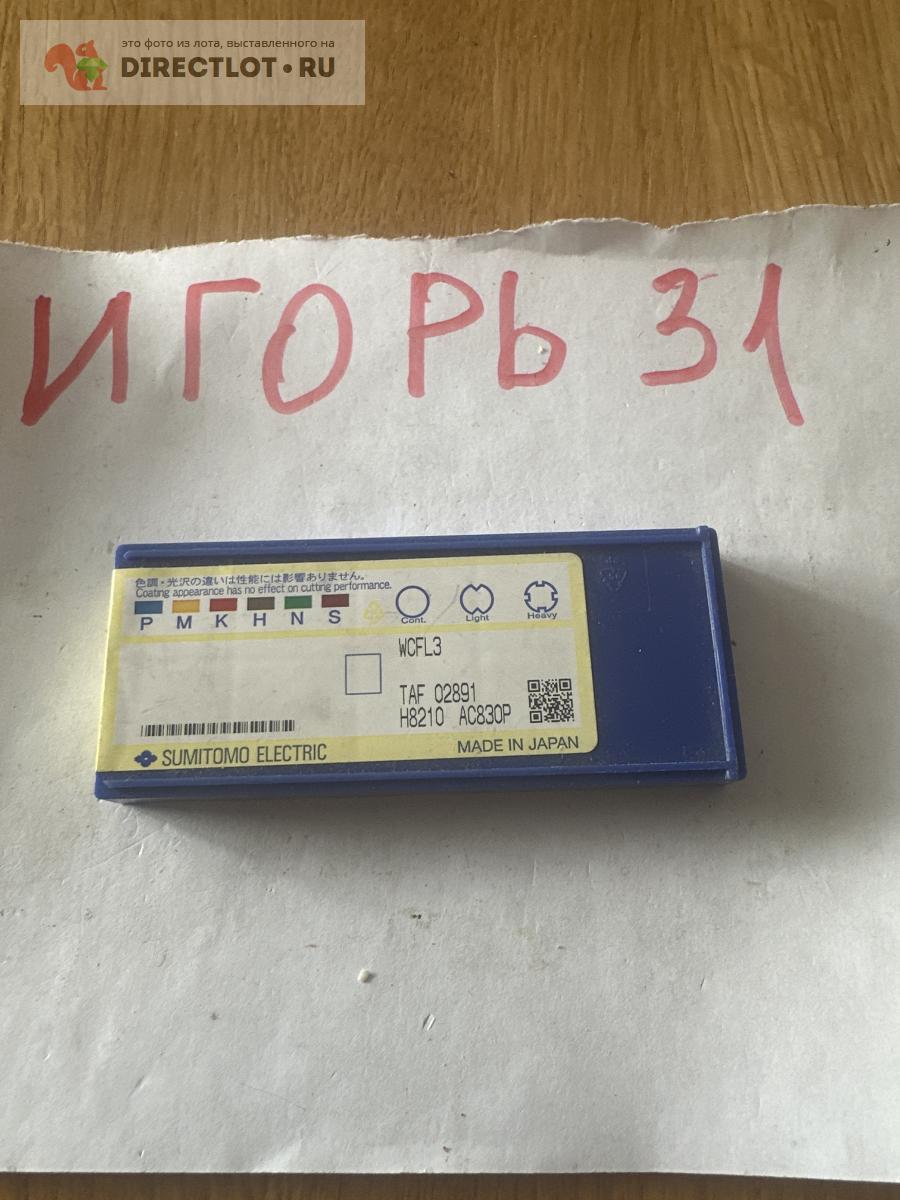 это фото из лота, выставленного на
DIRECTLOT•RU
ИГОРЬ 31
色調・光沢の違いは性能には影響ありません。
Coating appearance has no effect on cutting performance.
P M K H N S Cont. Light Heavy
WCFL3
TAF 02891
H8210 AC830P
SUMITOMO ELECTRIC
MADE IN JAPAN